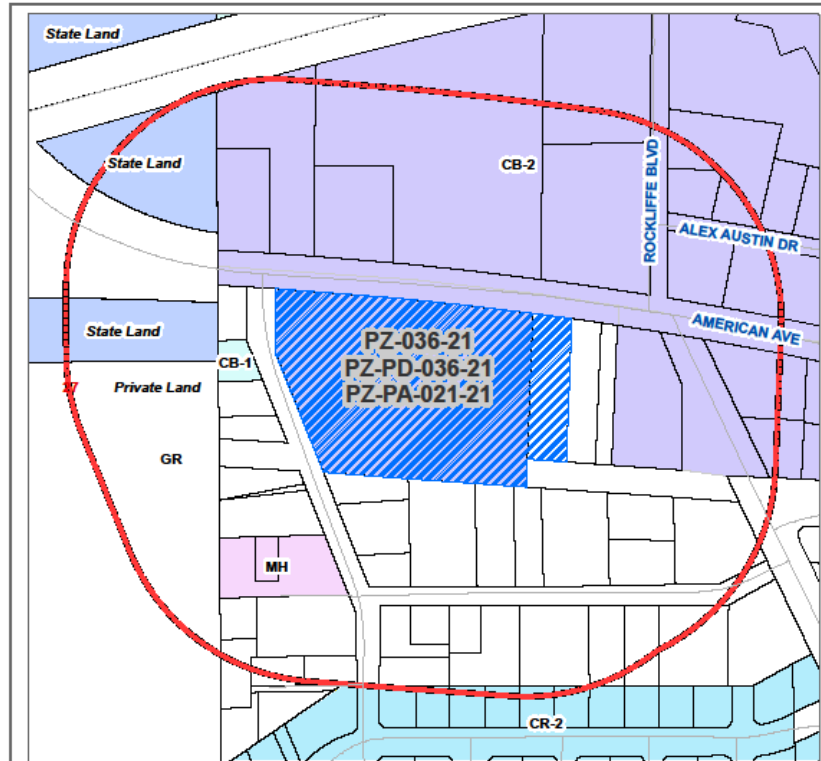 State Land
State Land
CB-2
ROCKLIFFE BLVD
ALEX AUSTIN DR
AMERICAN AVE
State Land
PZ-036-21
PZ-PD-036-21
PZ-PA-021-21
CB-1
Private Land
GR
MH
CR-2